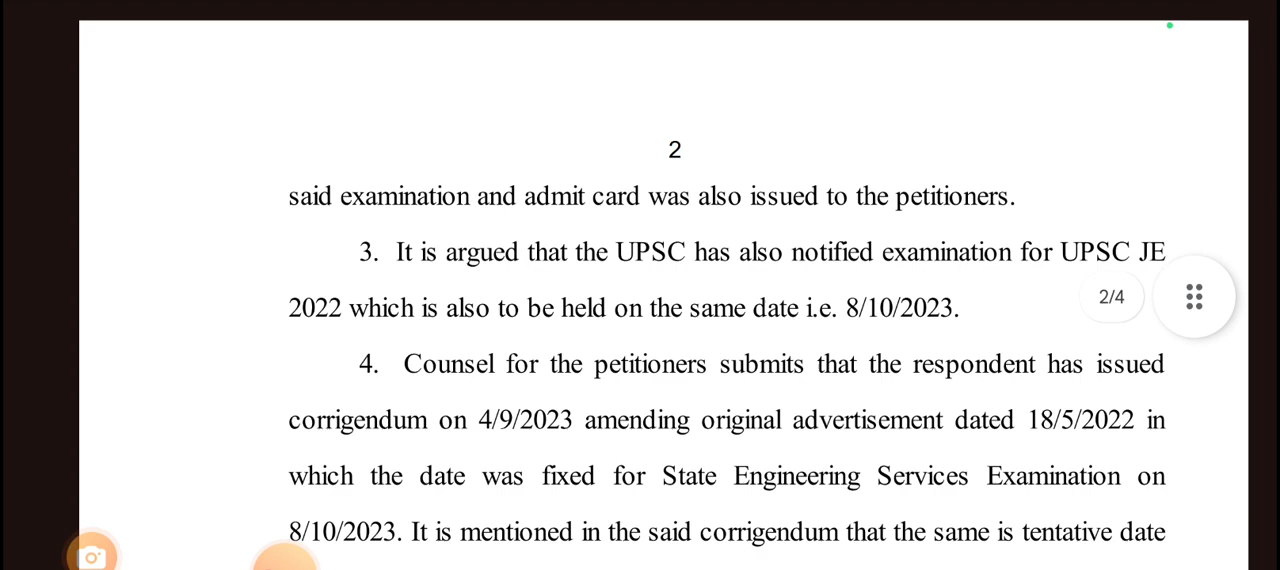 2
said examination and admit card was also issued to the petitioners.
3. It is argued that the UPSC has also notified examination for UPSC JE
2022 which is also to be held on the same date i.e. 8/10/2023.
2/4
4. Counsel for the petitioners submits that the respondent has issued
corrigendum on 4/9/2023 amending original advertisement dated 18/5/2022 in
which the date was fixed for State Engineering Services Examination on
8/10/2023. It is mentioned in the said corrigendum that the same is tentative date